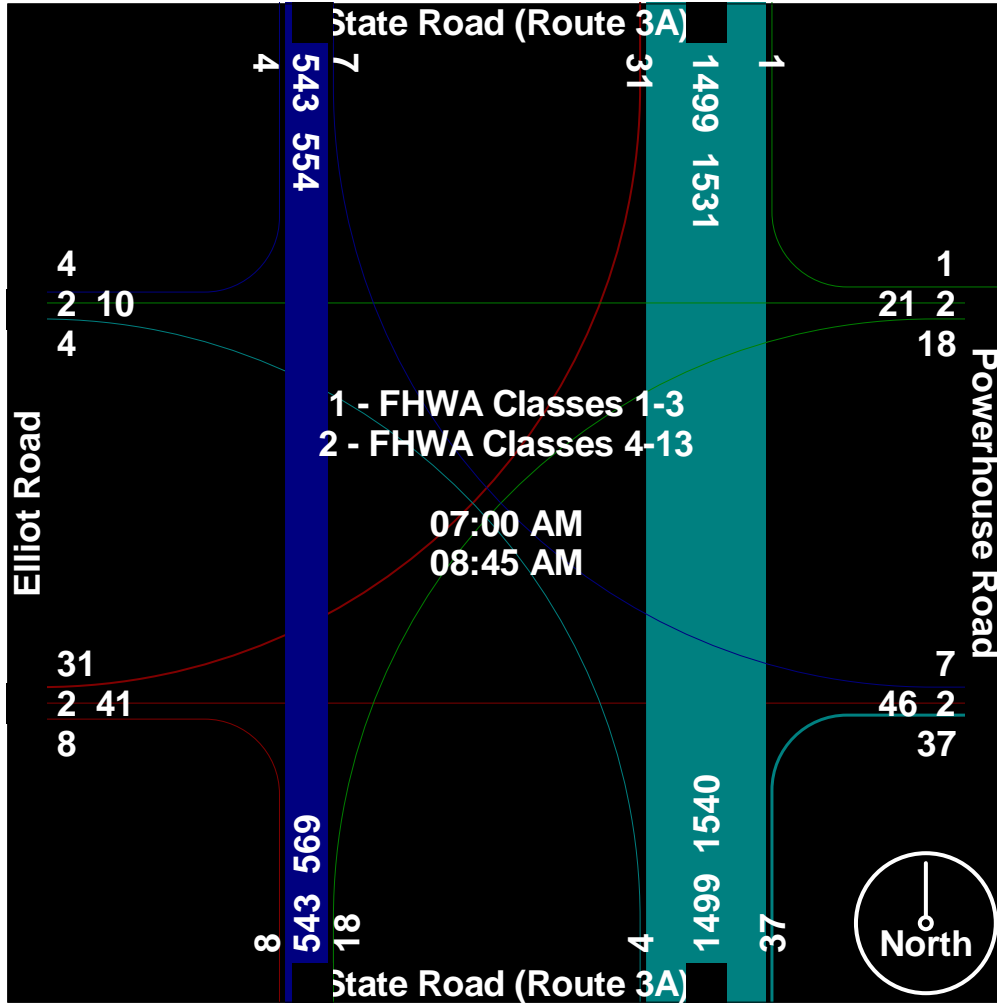 State Road (Route 3A)
4
543 554
7
31
1499 1531
1
4
2 10
4
1
21 2
18
Elliot Road
1 - FHWA Classes 1-3
2 - FHWA Classes 4-13
07:00 AM
08:45 AM
Powerhouse Road
31
2 41
8
7
46 2
37
8
543 569
18
4
1499 1540
37
North
State Road (Route 3A)